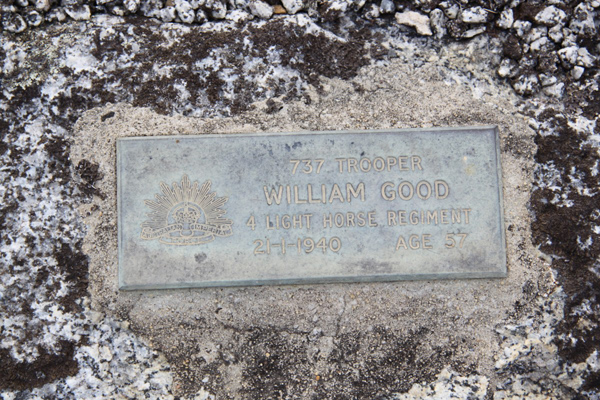 737 TROOPER
WILLIAM GOOD
4 LIGHT HORSE REGIMENT
21-1-1940 AGE 57